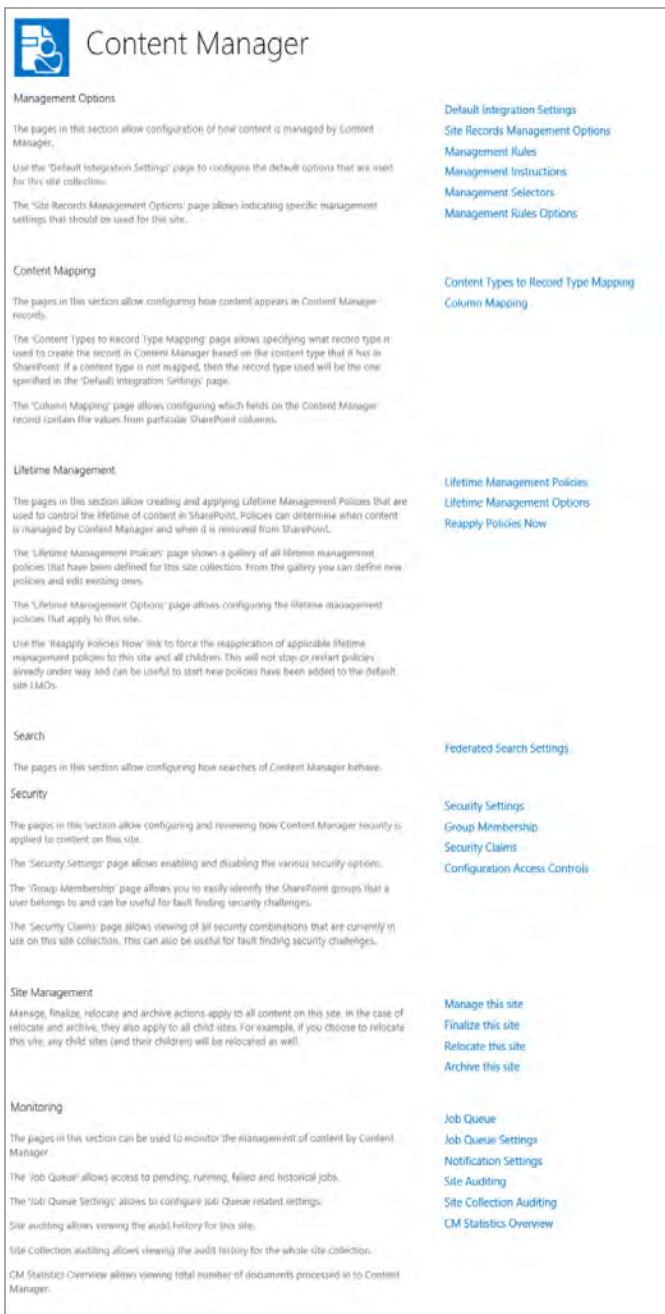 Content Manager
Management Options
The pages in this section allow configuration of how content is managed by Content
Manager.
Use the 'Default Integration Settings' page to configure the default options that are used
for this site collection.
The 'Site Records Management Options' page allows indicating specific management
settings that should be used for this site.
Default Integration Settings
Site Records Management Options
Management Rules
Management Instructions
Management Selectors
Management Rules Options
Content Mapping
The pages in this section allow configuring how content appears in Content Manager
records.
The 'Content Types to Record Type Mapping' page allows specifying what record type is
used to create the record in Content Manager based on the content type that it has in
SharePoint. If a content type is not mapped, then the record type used will be the one
specified in the 'Default Integration Settings' page.
The 'Column Mapping' page allows configuring which fields on the Content Manager
record contain the values from particular SharePoint columns.
Content Types to Record Type Mapping
Column Mapping
Lifetime Management
The pages in this section allow creating and applying Lifetime Management Policies that are
used to control the lifetime of content in SharePoint. Policies can determine when content
is managed by Content Manager and when it is removed from SharePoint.
The 'Lifetime Management Policies' page shows a gallery of all lifetime management
policies that have been defined for this site collection. From the gallery you can define new
policies and edit existing ones.
The 'Lifetime Management Options' page allows configuring the lifetime management
policies that apply to this site.
Use the 'Reapply Policies Now' link to force the reapplication of applicable lifetime
management policies to this site and all children. This will not stop or restart policies
already under way and can be useful to start new policies have been added to the default
site LMOs.
Lifetime Management Policies
Lifetime Management Options
Reapply Policies Now
Search
The pages in this section allow configuring how searches of Content Manager behave.
Federated Search Settings
Security
The pages in this section allow configuring and reviewing how Content Manager security is
applied to content on this site.
The 'Security Settings' page allows enabling and disabling the various security options.
The 'Group Membership' page allows you to easily identify the SharePoint groups that a
user belongs to and can be useful for fault finding security challenges.
The 'Security Claims' page allows viewing of all security combinations that are currently in
use on this site collection. This can also be useful for fault finding security challenges.
Security Settings
Group Membership
Security Claims
Configuration Access Controls
Site Management
Manage, finalize, relocate and archive actions apply to all content on this site. In the case of
relocate and archive, they also apply to all child sites. For example, if you choose to relocate
this site, any child sites (and their children) will be relocated as well.
Manage this site
Finalize this site
Relocate this site
Archive this site
Monitoring
The pages in this section can be used to monitor the management of content by Content
Manager.
The 'Job Queue' allows access to pending, running, failed and historical jobs.
The 'Job Queue Settings' allows to configure Job Queue related settings.
Site auditing allows viewing the audit history for this site.
Site Collection auditing allows viewing the audit history for the whole site collection.
CM Statistics Overview allows viewing total number of documents processed in to Content
Manager.
Job Queue
Job Queue Settings
Notification Settings
Site Auditing
Site Collection Auditing
CM Statistics Overview